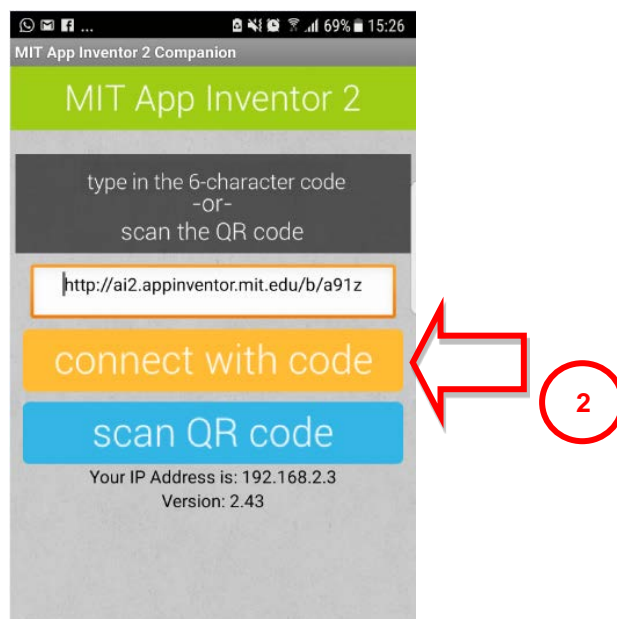 ... 69% 15:26
MIT App Inventor 2 Companion
MIT App Inventor 2
type in the 6-character code
-or-
scan the QR code
http://ai2.appinventor.mit.edu/b/a91z
connect with code
2
scan QR code
Your IP Address is: 192.168.2.3
Version: 2.43